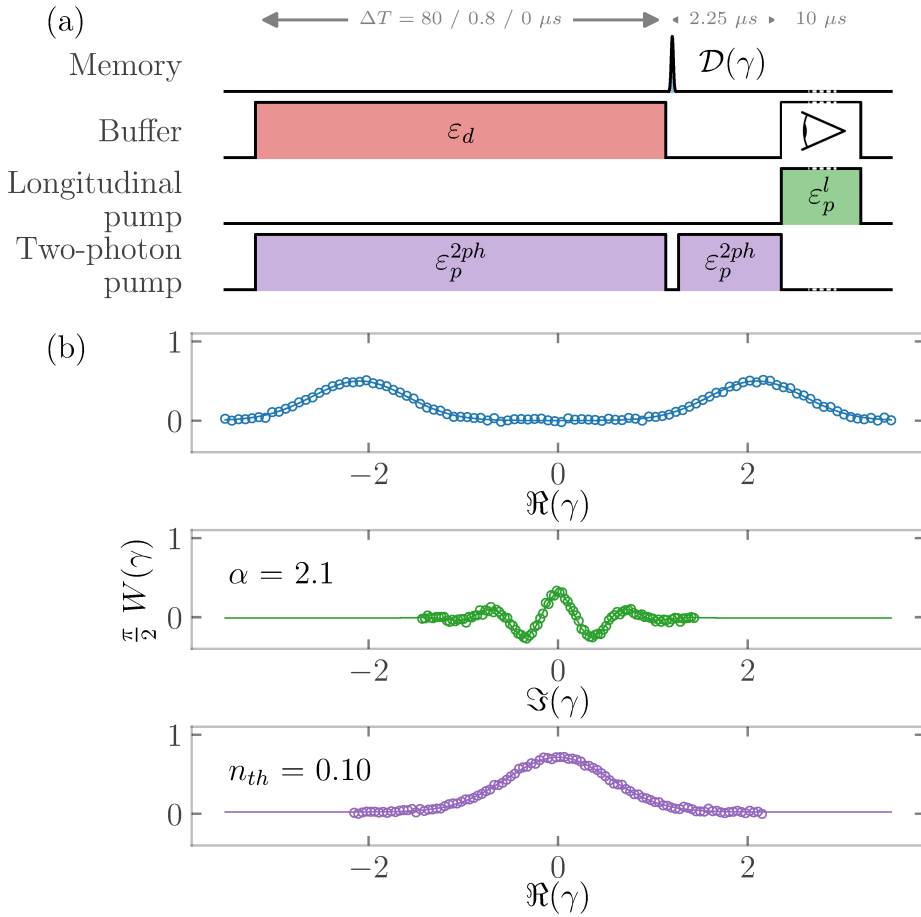 (a)
ΔT = 80 / 0.8 / 0 μs
2.25 μs
10 μs
Memory
𝒟(γ)
Buffer
ε_d
Longitudinal
pump
ε_p^l
Two-photon
pump
ε_p^{2ph}
ε_p^{2ph}
(b)
1
0
−2
0
2
ℜ(γ)
1
α = 2.1
0
π/2 W(γ)
−2
0
2
ℑ(γ)
1
n_{th} = 0.10
0
−2
0
2
ℜ(γ)